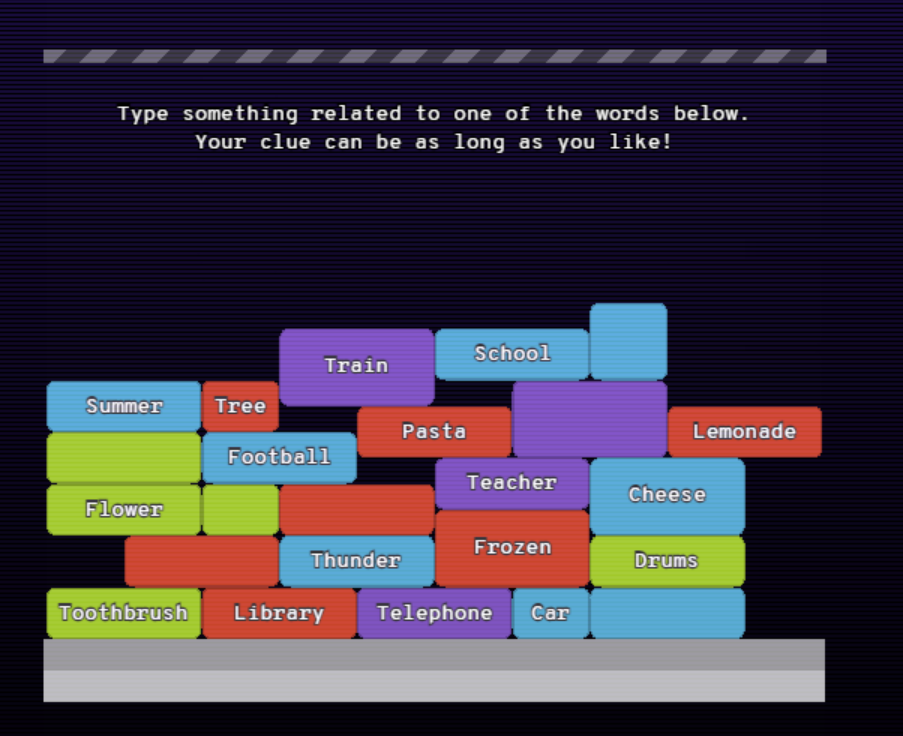 Type something related to one of the words below.
Your clue can be as long as you like!
School
Train
Summer
Tree
Pasta
Lemonade
Football
Teacher
Cheese
Flower
Frozen
Thunder
Drums
Toothbrush
Library
Telephone
Car